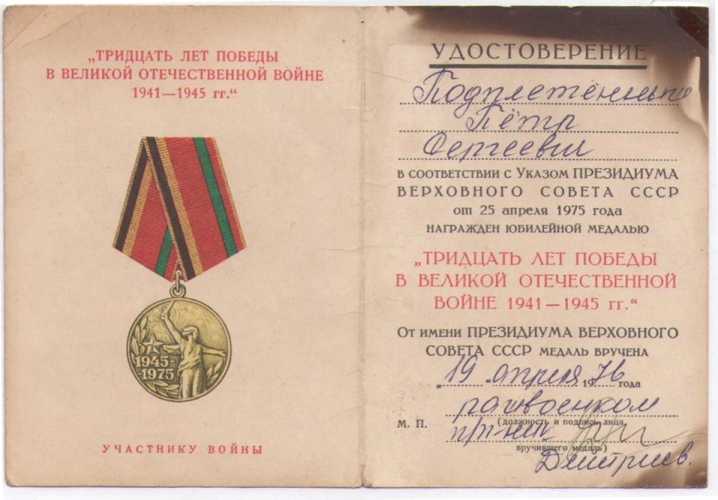 „ТРИДЦАТЬ ЛЕТ ПОБЕДЫ
В ВЕЛИКОЙ ОТЕЧЕСТВЕННОЙ ВОЙНЕ
1941—1945 гг.“
1945-
1975
УЧАСТНИКУ ВОЙНЫ
УДОСТОВЕРЕНИЕ
Пётр
Сергеевич
В СООТВЕТСТВИИ С УКАЗОМ ПРЕЗИДИУМА
ВЕРХОВНОГО СОВЕТА СССР
от 25 апреля 1975 года
НАГРАЖДЕН ЮБИЛЕЙНОЙ МЕДАЛЬЮ
„ТРИДЦАТЬ ЛЕТ ПОБЕДЫ
В ВЕЛИКОЙ ОТЕЧЕСТВЕННОЙ
ВОЙНЕ 1941—1945 гг.“
От имени ПРЕЗИДИУМА ВЕРХОВНОГО
СОВЕТА СССР МЕДАЛЬ ВРУЧЕНА
„19“ апреля 1976 года
райвоенком
М. П. (должность и подпись лица,
п/п-ник
вручившего медаль)
Дмитриев.